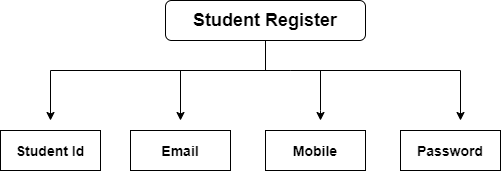 Student Register
Student Id
Email
Mobile
Password